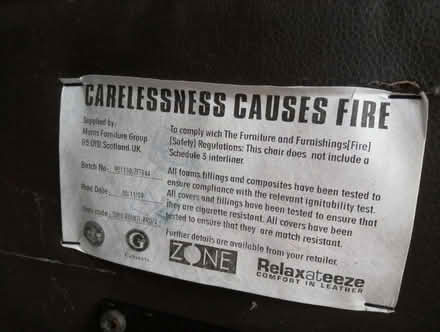 CARELESSNESS CAUSES FIRE
Supplied by:
Morris Furniture Group
Scotland. UK.
Batch No:
Prod Date:
Item code
To comply with The Furniture and Furnishings[Fire]
[Safety] Regulations: This chair does not include a
Schedule 3 interliner.
All foams fillings and composites have been tested to
ensure compliance with the relevant ignitability test.
All covers and fillings have been tested to ensure that
they are cigarette resistant. All covers have been
tested to ensure that they are match resistant.
Further details are available from your retailer.
G
ZONE
Relaxateeze
COMFORT IN LEATHER